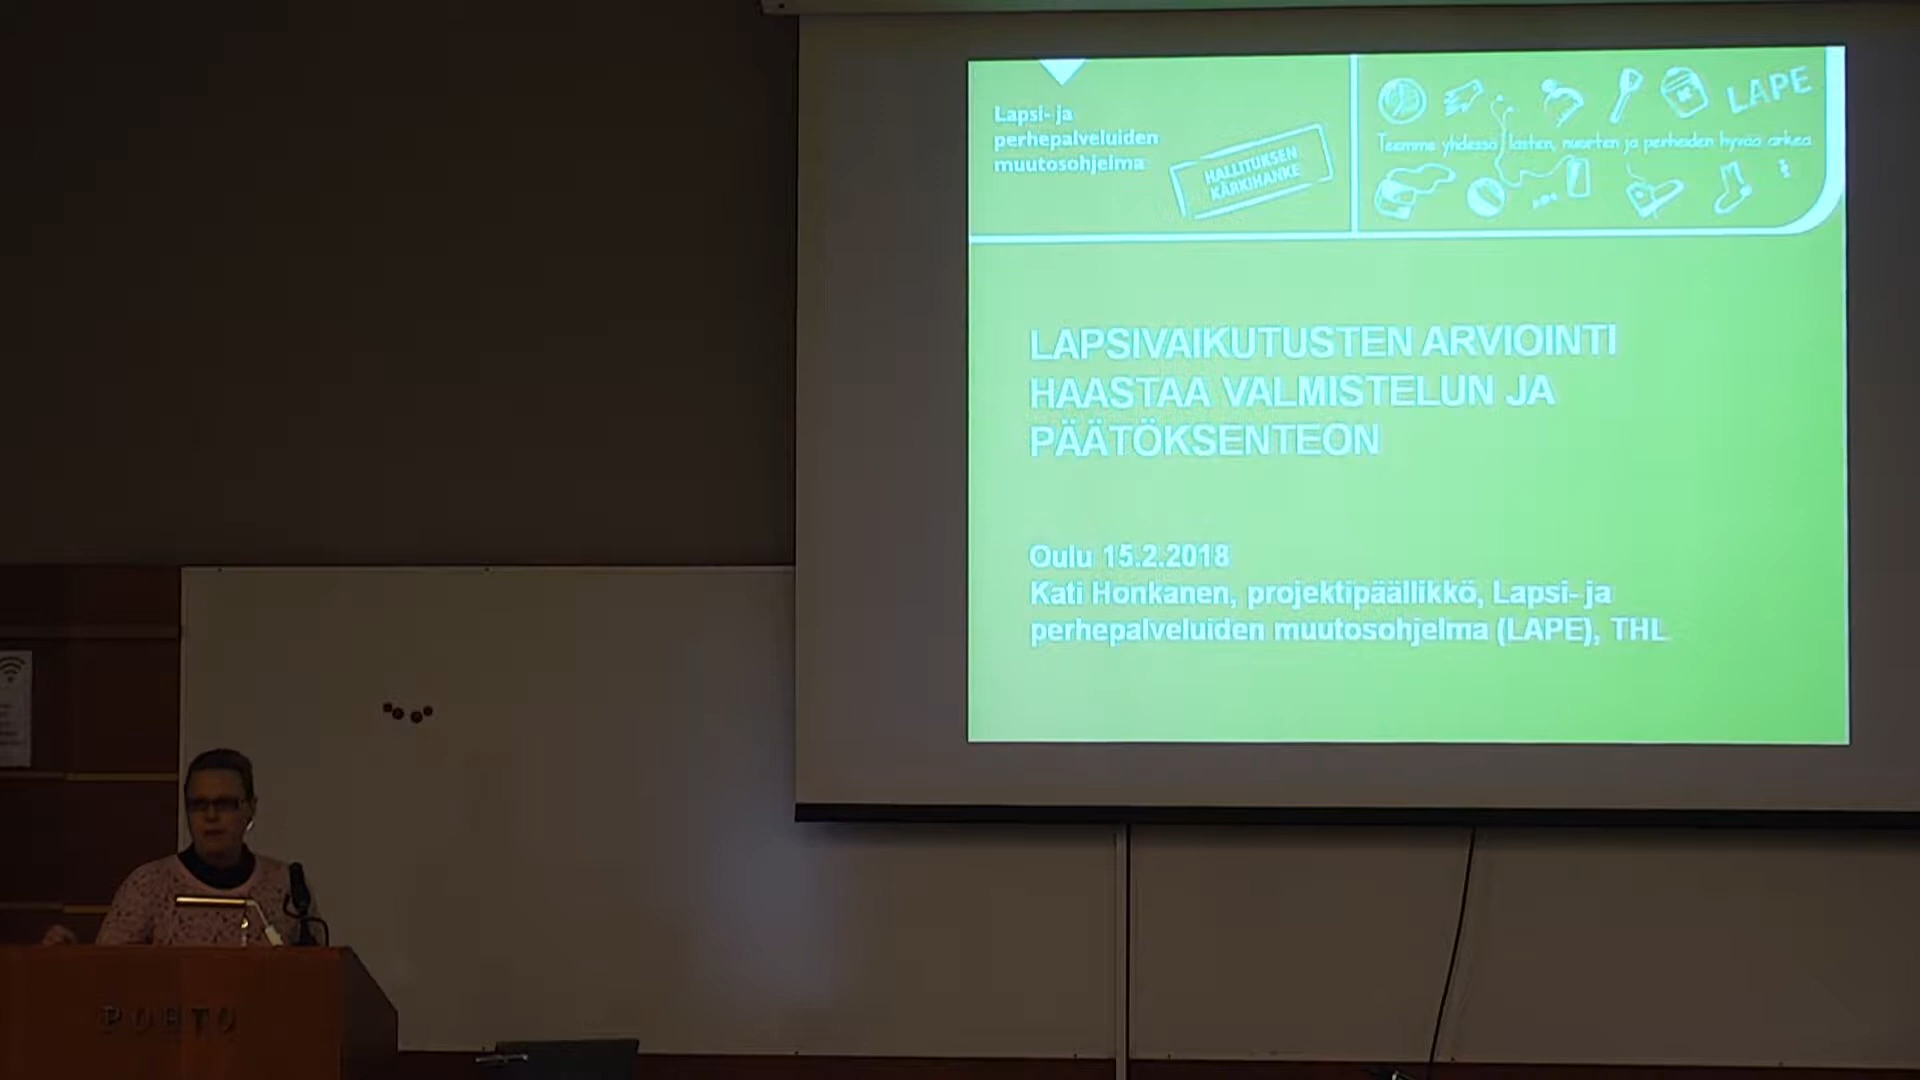 Lapsi- ja
perhepalveluiden
muutosohjelma
HALLITUKSEN
KÄRKIHANKE
LAPE
Teemme yhdessä lasten, nuorten ja perheiden hyvää arkea
LAPSIVAIKUTUSTEN ARVIOINTI
HAASTAA VALMISTELUN JA
PÄÄTÖKSENTEON
Oulu 15.2.2018
Kati Honkanen, projektipäällikkö, Lapsi- ja
perhepalveluiden muutosohjelma (LAPE), THL